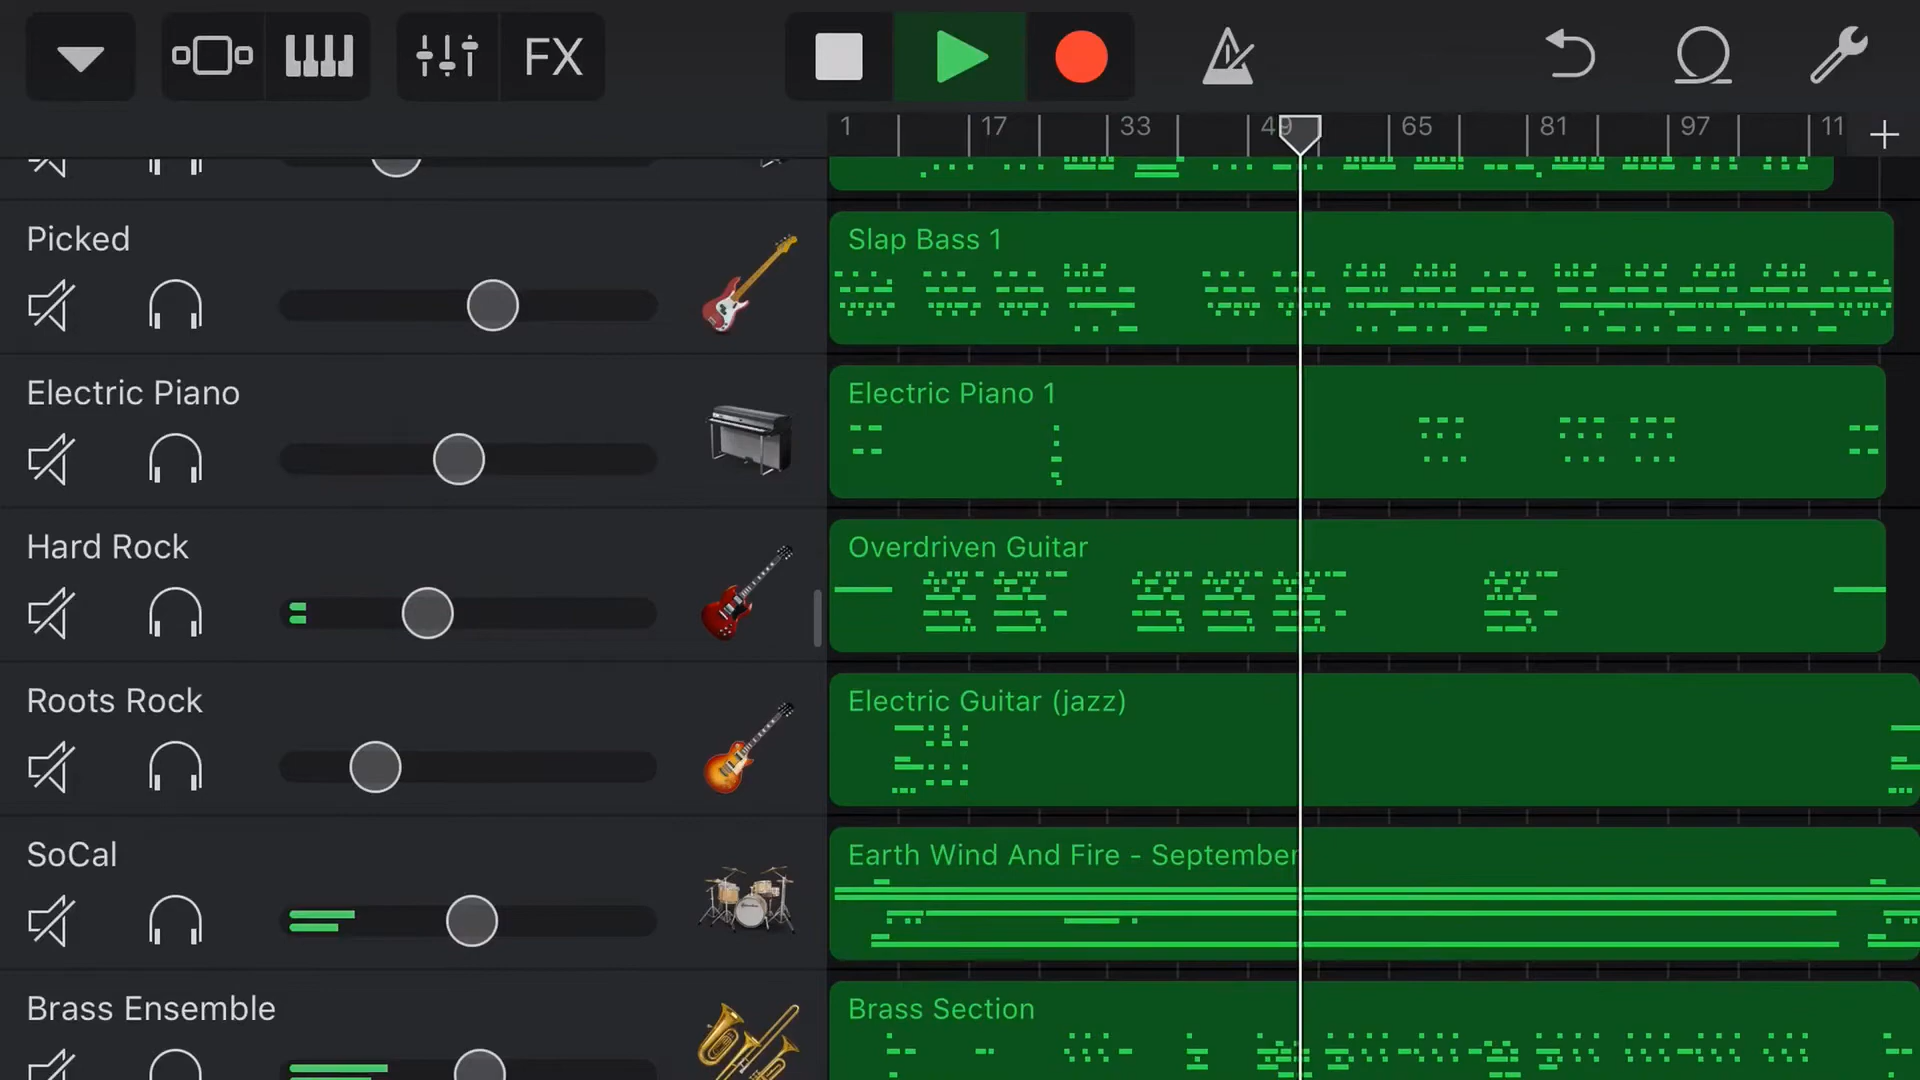 FX
1 17 33 49 65 81 97 11
Picked
Slap Bass 1
Electric Piano
Electric Piano 1
Hard Rock
Overdriven Guitar
Roots Rock
Electric Guitar (jazz)
SoCal
Earth Wind And Fire - September
Brass Ensemble
Brass Section